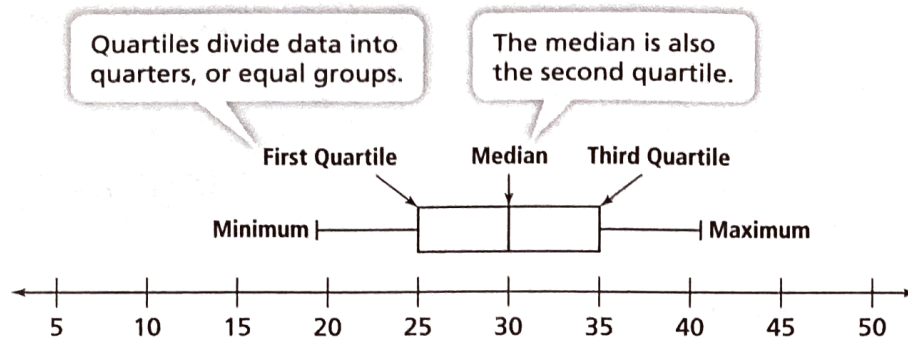 Quartiles divide data into
quarters, or equal groups.
The median is also
the second quartile.
First Quartile Median Third Quartile
Minimum Maximum
5 10 15 20 25 30 35 40 45 50